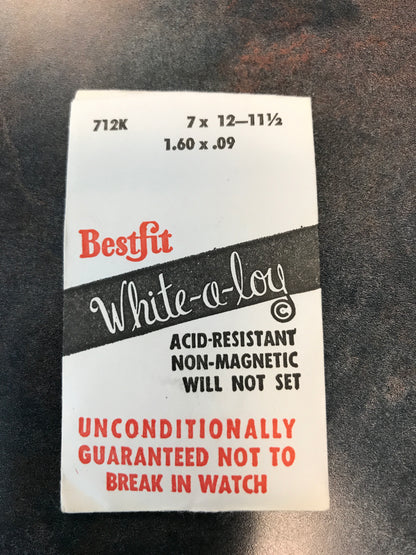 712K 7 x 12–11½
1.60 x .09
Bestfit
White-a-loy ©
ACID-RESISTANT
NON-MAGNETIC
WILL NOT SET
UNCONDITIONALLY
GUARANTEED NOT TO
BREAK IN WATCH